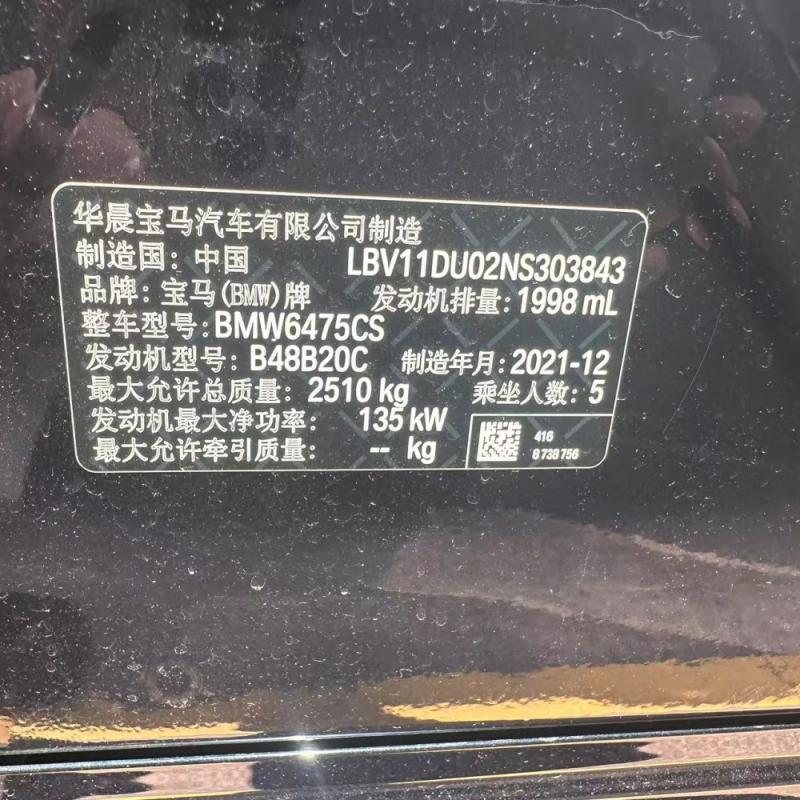 华晨宝马汽车有限公司制造
制造国：中国 LBV11DU02NS303843
品牌：宝马(BMW)牌 发动机排量：1998 mL
整车型号：BMW6475CS
发动机型号：B48B20C 制造年月：2021-12
最大允许总质量：2510 kg 乘坐人数：5
发动机最大净功率：135 kW
最大允许牵引质量：-- kg
416
8 738 756